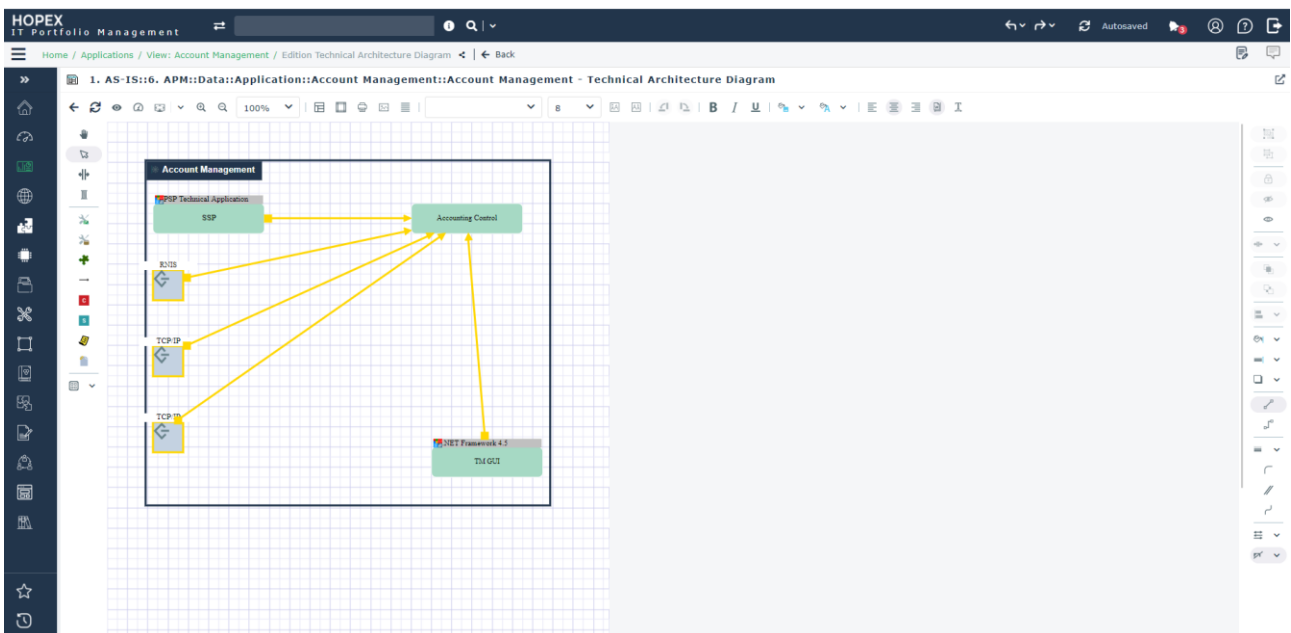 HOPEX
IT Portfolio Management
Autosaved
3
Home / Applications / View: Account Management / Edition Technical Architecture Diagram
Back
1. AS-IS::6. APM::Data::Application::Account Management::Account Management - Technical Architecture Diagram
100%
8
B I U
Account Management
PSP Technical Application
SSP
Accounting Control
RNIS
TCP/IP
TCP/IP
.NET Framework 4.5
TM GUI
C
S